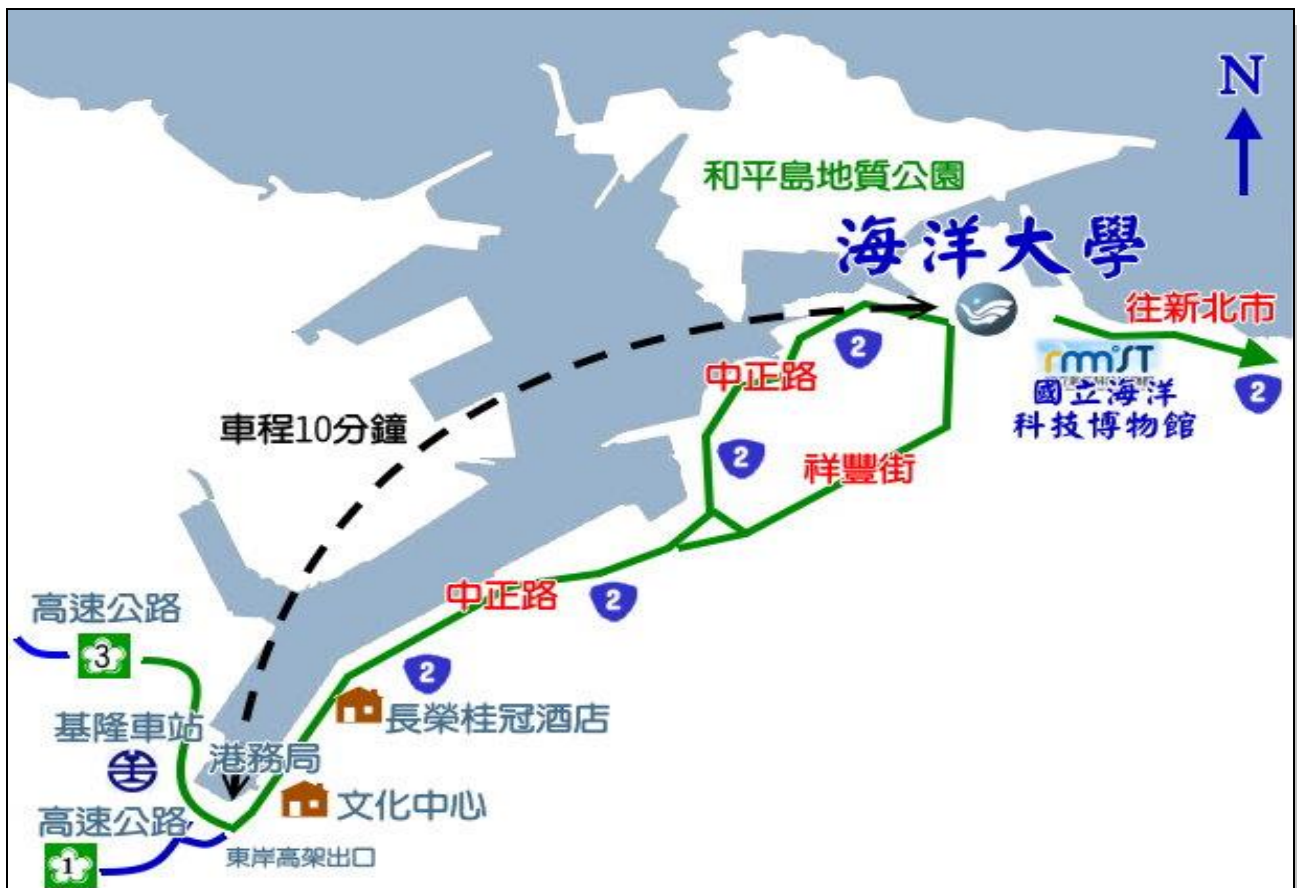 N
和平島地質公園
海洋大學
往新北市
2
rmmiST
國立海洋
科技博物館
2
中正路
車程10分鐘
2
祥豐街
中正路
2
高速公路
3
2
長榮桂冠酒店
基隆車站
港務局
文化中心
高速公路
東岸高架出口
1